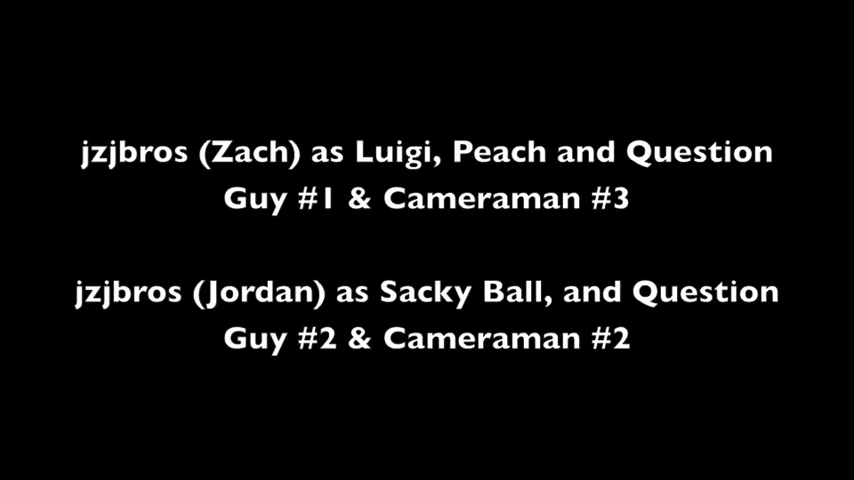 jzjbros (Zach) as Luigi, Peach and Question
Guy #1 & Cameraman #3
jzjbros (Jordan) as Sacky Ball, and Question
Guy #2 & Cameraman #2